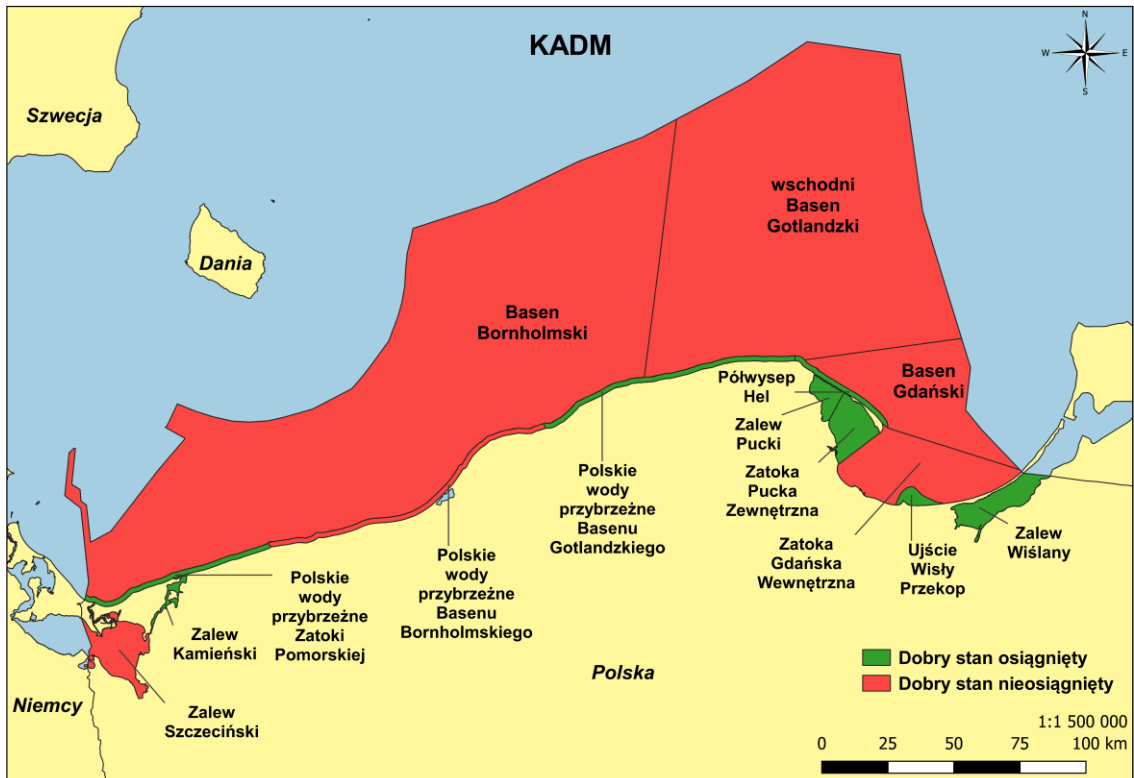 KADM
N
W
E
S
Szwecja
Dania
wschodni
Basen
Gotlandzki
Basen
Bornholmski
Basen
Gdański
Półwysep
Hel
Zalew
Pucki
Zatoka
Pucka
Zewnętrzna
Polskie
wody
przybrzeżne
Basenu
Gotlandzkiego
Zatoka
Gdańska
Wewnętrzna
Ujście
Wisły
Przekop
Zalew
Wiślany
Polskie
wody
przybrzeżne
Basenu
Bornholmskiego
Polskie
wody
przybrzeżne
Zatoki
Pomorskiej
Zalew
Kamieński
Zalew
Szczeciński
Niemcy
Polska
Dobry stan osiągnięty
Dobry stan nieosiągnięty
1:1 500 000
0 25 50 75 100 km